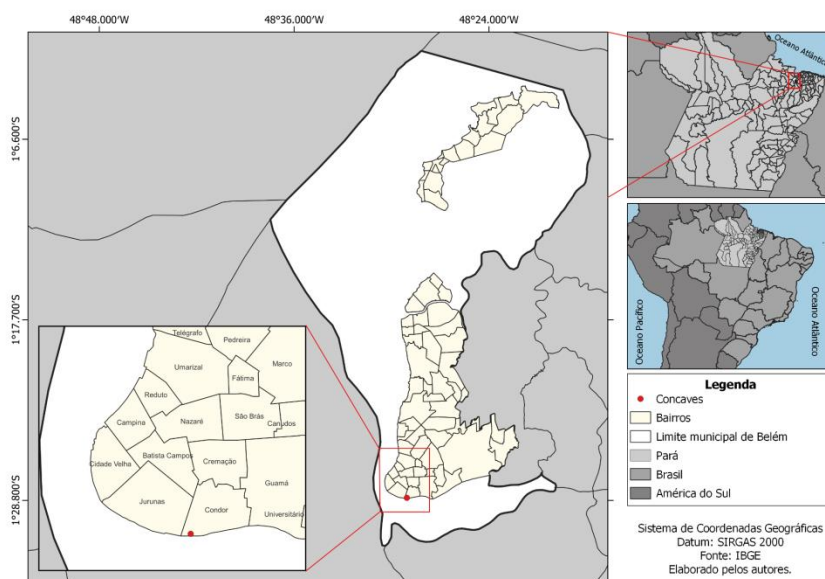 48°48.000'W
48°36.000'W
48°24.000'W
1°6.600'S
1°17.700'S
1°28.800'S
Telégrafo
Pedreira
Umarizal
Marco
Fátima
Reduto
Campina
Nazaré
São Brás
Canudos
Cidade Velha
Batista Campos
Cremação
Guamá
Jurunas
Condor
Universitário
Oceano Atlântico
Oceano Pacífico
Oceano Atlântico
Legenda
Concaves
Bairros
Limite municipal de Belém
Pará
Brasil
América do Sul
Sistema de Coordenadas Geográficas
Datum: SIRGAS 2000
Fonte: IBGE
Elaborado pelos autores.